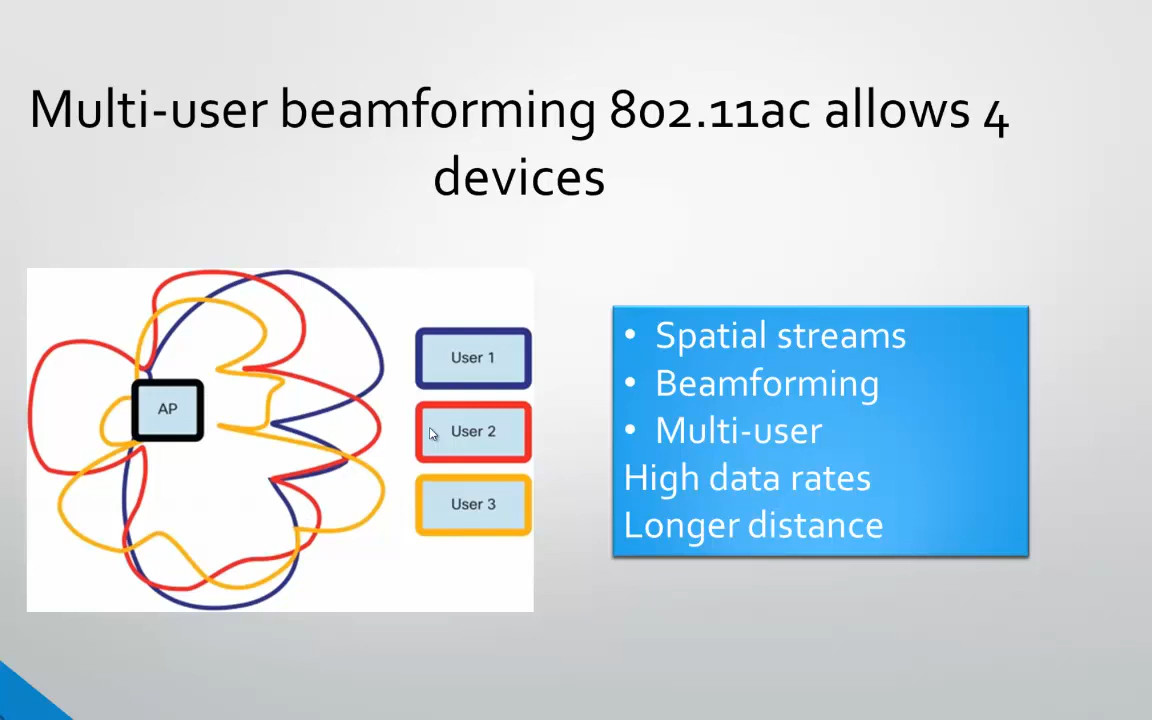 Multi-user beamforming 802.11ac allows 4
devices
AP
User 1
User 2
User 3
• Spatial streams
• Beamforming
• Multi-user
High data rates
Longer distance